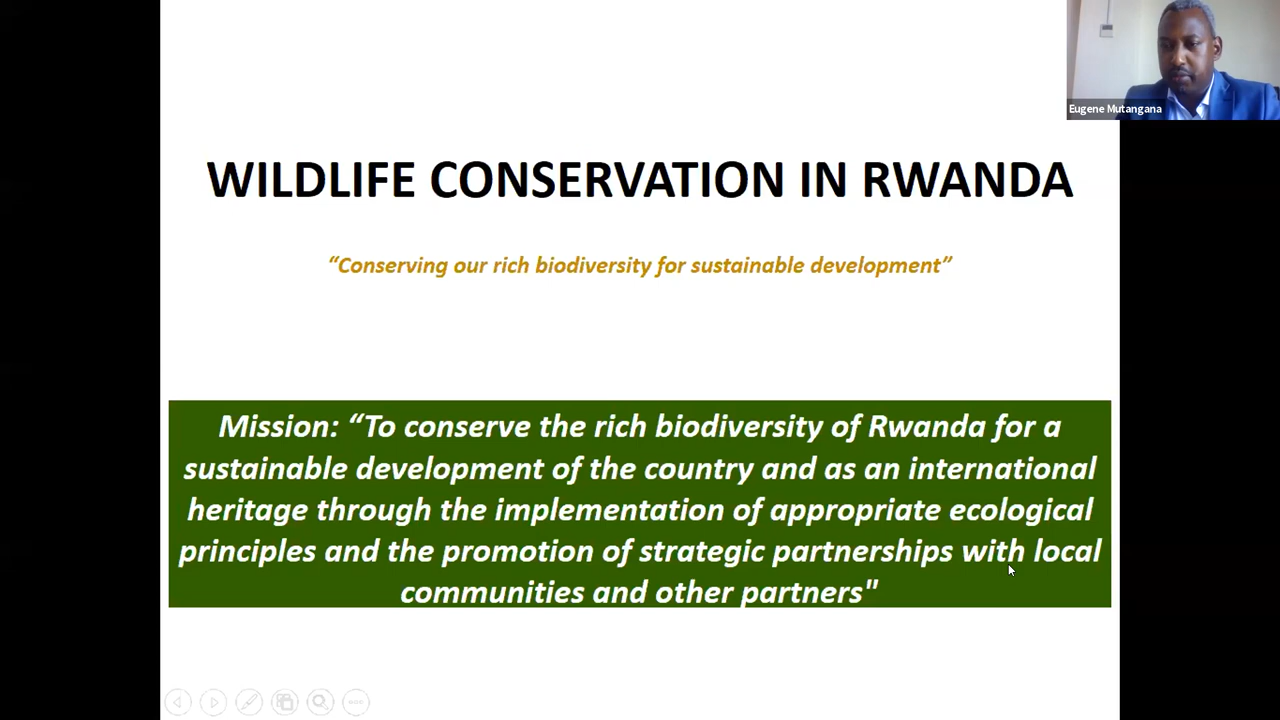 Eugene Mutangana
WILDLIFE CONSERVATION IN RWANDA
“Conserving our rich biodiversity for sustainable development”
Mission: “To conserve the rich biodiversity of Rwanda for a
sustainable development of the country and as an international
heritage through the implementation of appropriate ecological
principles and the promotion of strategic partnerships with local
communities and other partners"